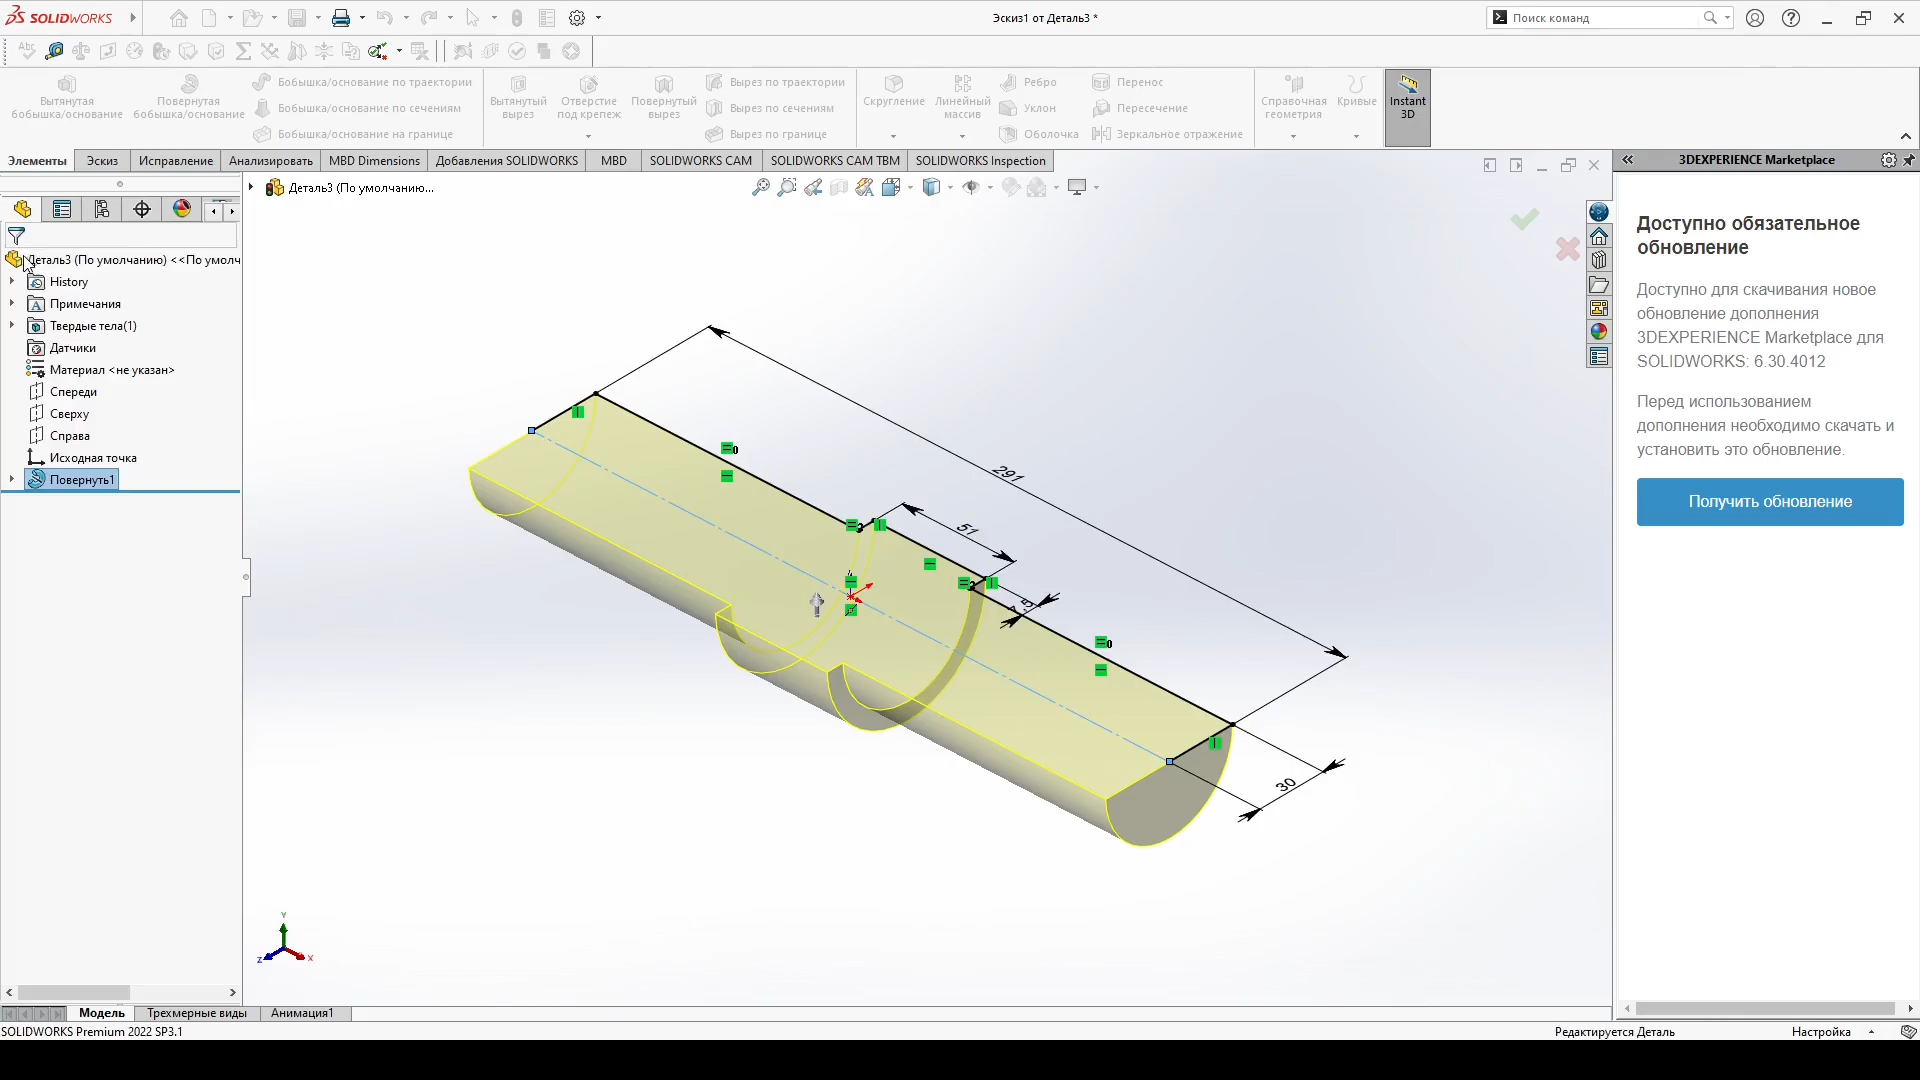 SOLIDWORKS
Эскиз1 от Деталь3 *
Поиск команд
Вытянутая бобышка/основание
Повернутая бобышка/основание
Бобышка/основание по траектории
Бобышка/основание по сечениям
Бобышка/основание на границе
Вытянутый вырез
Отверстие под крепеж
Повернутый вырез
Вырез по траектории
Вырез по сечениям
Вырез по границе
Скругление
Линейный массив
Ребро
Уклон
Оболочка
Перенос
Пересечение
Зеркальное отражение
Справочная геометрия
Кривые
Instant 3D
Элементы
Эскиз
Исправление
Анализировать
MBD Dimensions
Добавления SOLIDWORKS
MBD
SOLIDWORKS CAM
SOLIDWORKS CAM TBM
SOLIDWORKS Inspection
3DEXPERIENCE Marketplace
Деталь3 (По умолчанию...
Деталь3 (По умолчанию) <<По умолч
History
Примечания
Твердые тела(1)
Датчики
Материал <не указан>
Спереди
Сверху
Справа
Исходная точка
Повернуть1
291
51
7,5
30
Y
Z
X
Доступно обязательное
обновление
Доступно для скачивания новое
обновление дополнения
3DEXPERIENCE Marketplace для
SOLIDWORKS: 6.30.4012
Перед использованием
дополнения необходимо скачать и
установить это обновление.
Получить обновление
Модель
Трехмерные виды
Анимация1
SOLIDWORKS Premium 2022 SP3.1
Редактируется Деталь
Настройка